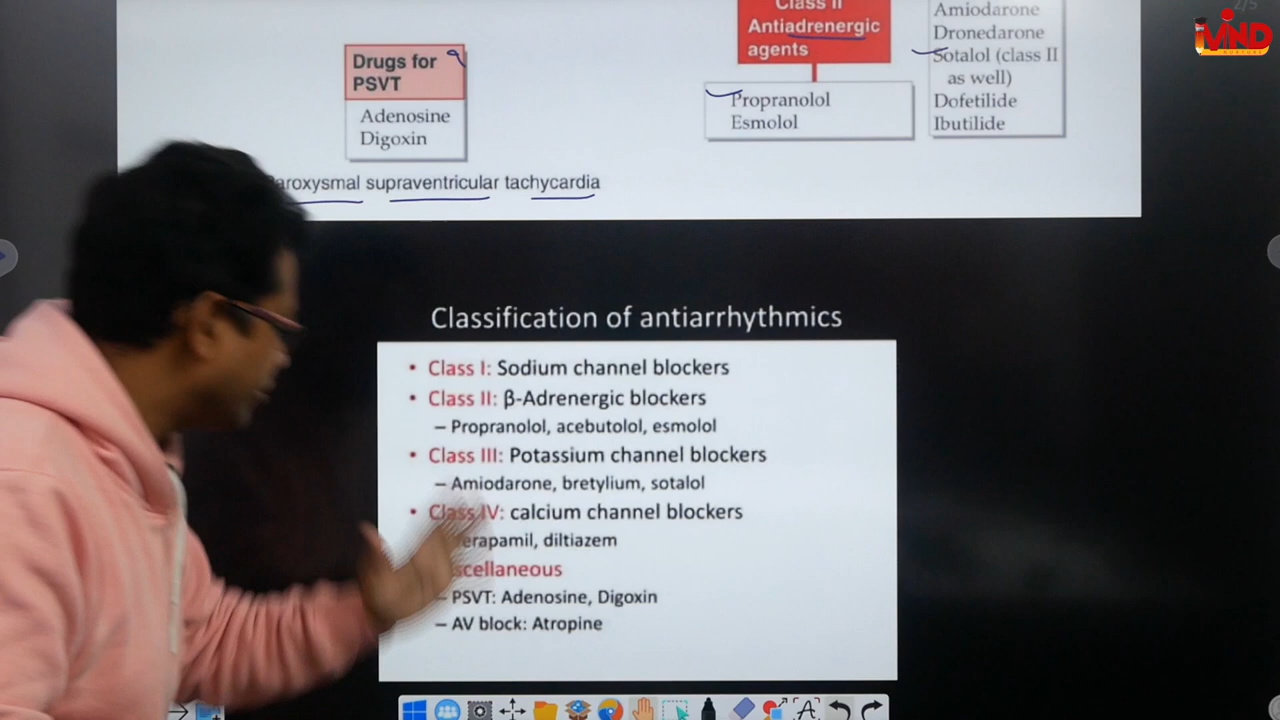 2/5
MIND
Class II
Antiadrenergic
agents
Propranolol
Esmolol
Amiodarone
Dronedarone
Sotalol (class II
as well)
Dofetilide
Ibutilide
Drugs for
PSVT
Adenosine
Digoxin
aroxysmal supraventricular tachycardia
Classification of antiarrhythmics
• Class I: Sodium channel blockers
• Class II: β-Adrenergic blockers
– Propranolol, acebutolol, esmolol
• Class III: Potassium channel blockers
– Amiodarone, bretylium, sotalol
• Class IV: calcium channel blockers
erapamil, diltiazem
scellaneous
– PSVT: Adenosine, Digoxin
– AV block: Atropine